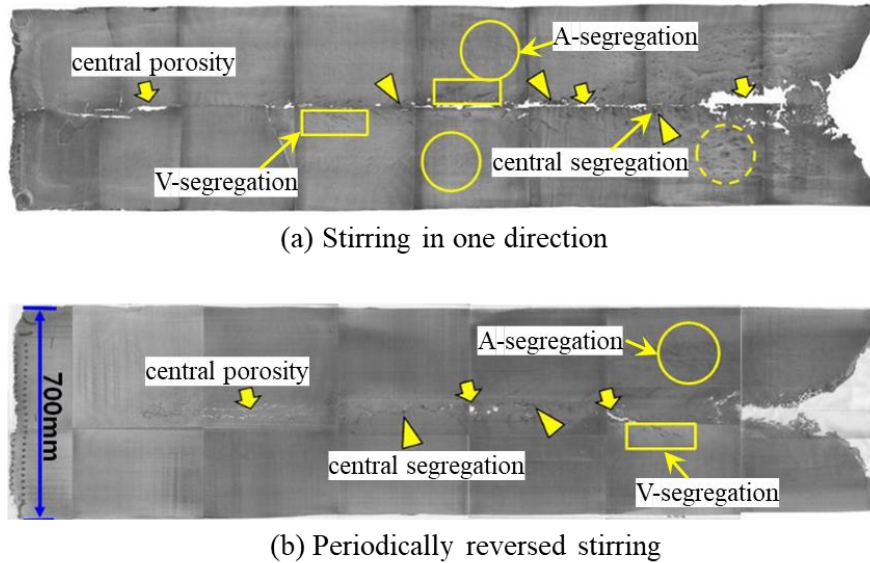 A-segregation
central porosity
central segregation
V-segregation
(a) Stirring in one direction
A-segregation
central porosity
700mm
central segregation
V-segregation
(b) Periodically reversed stirring